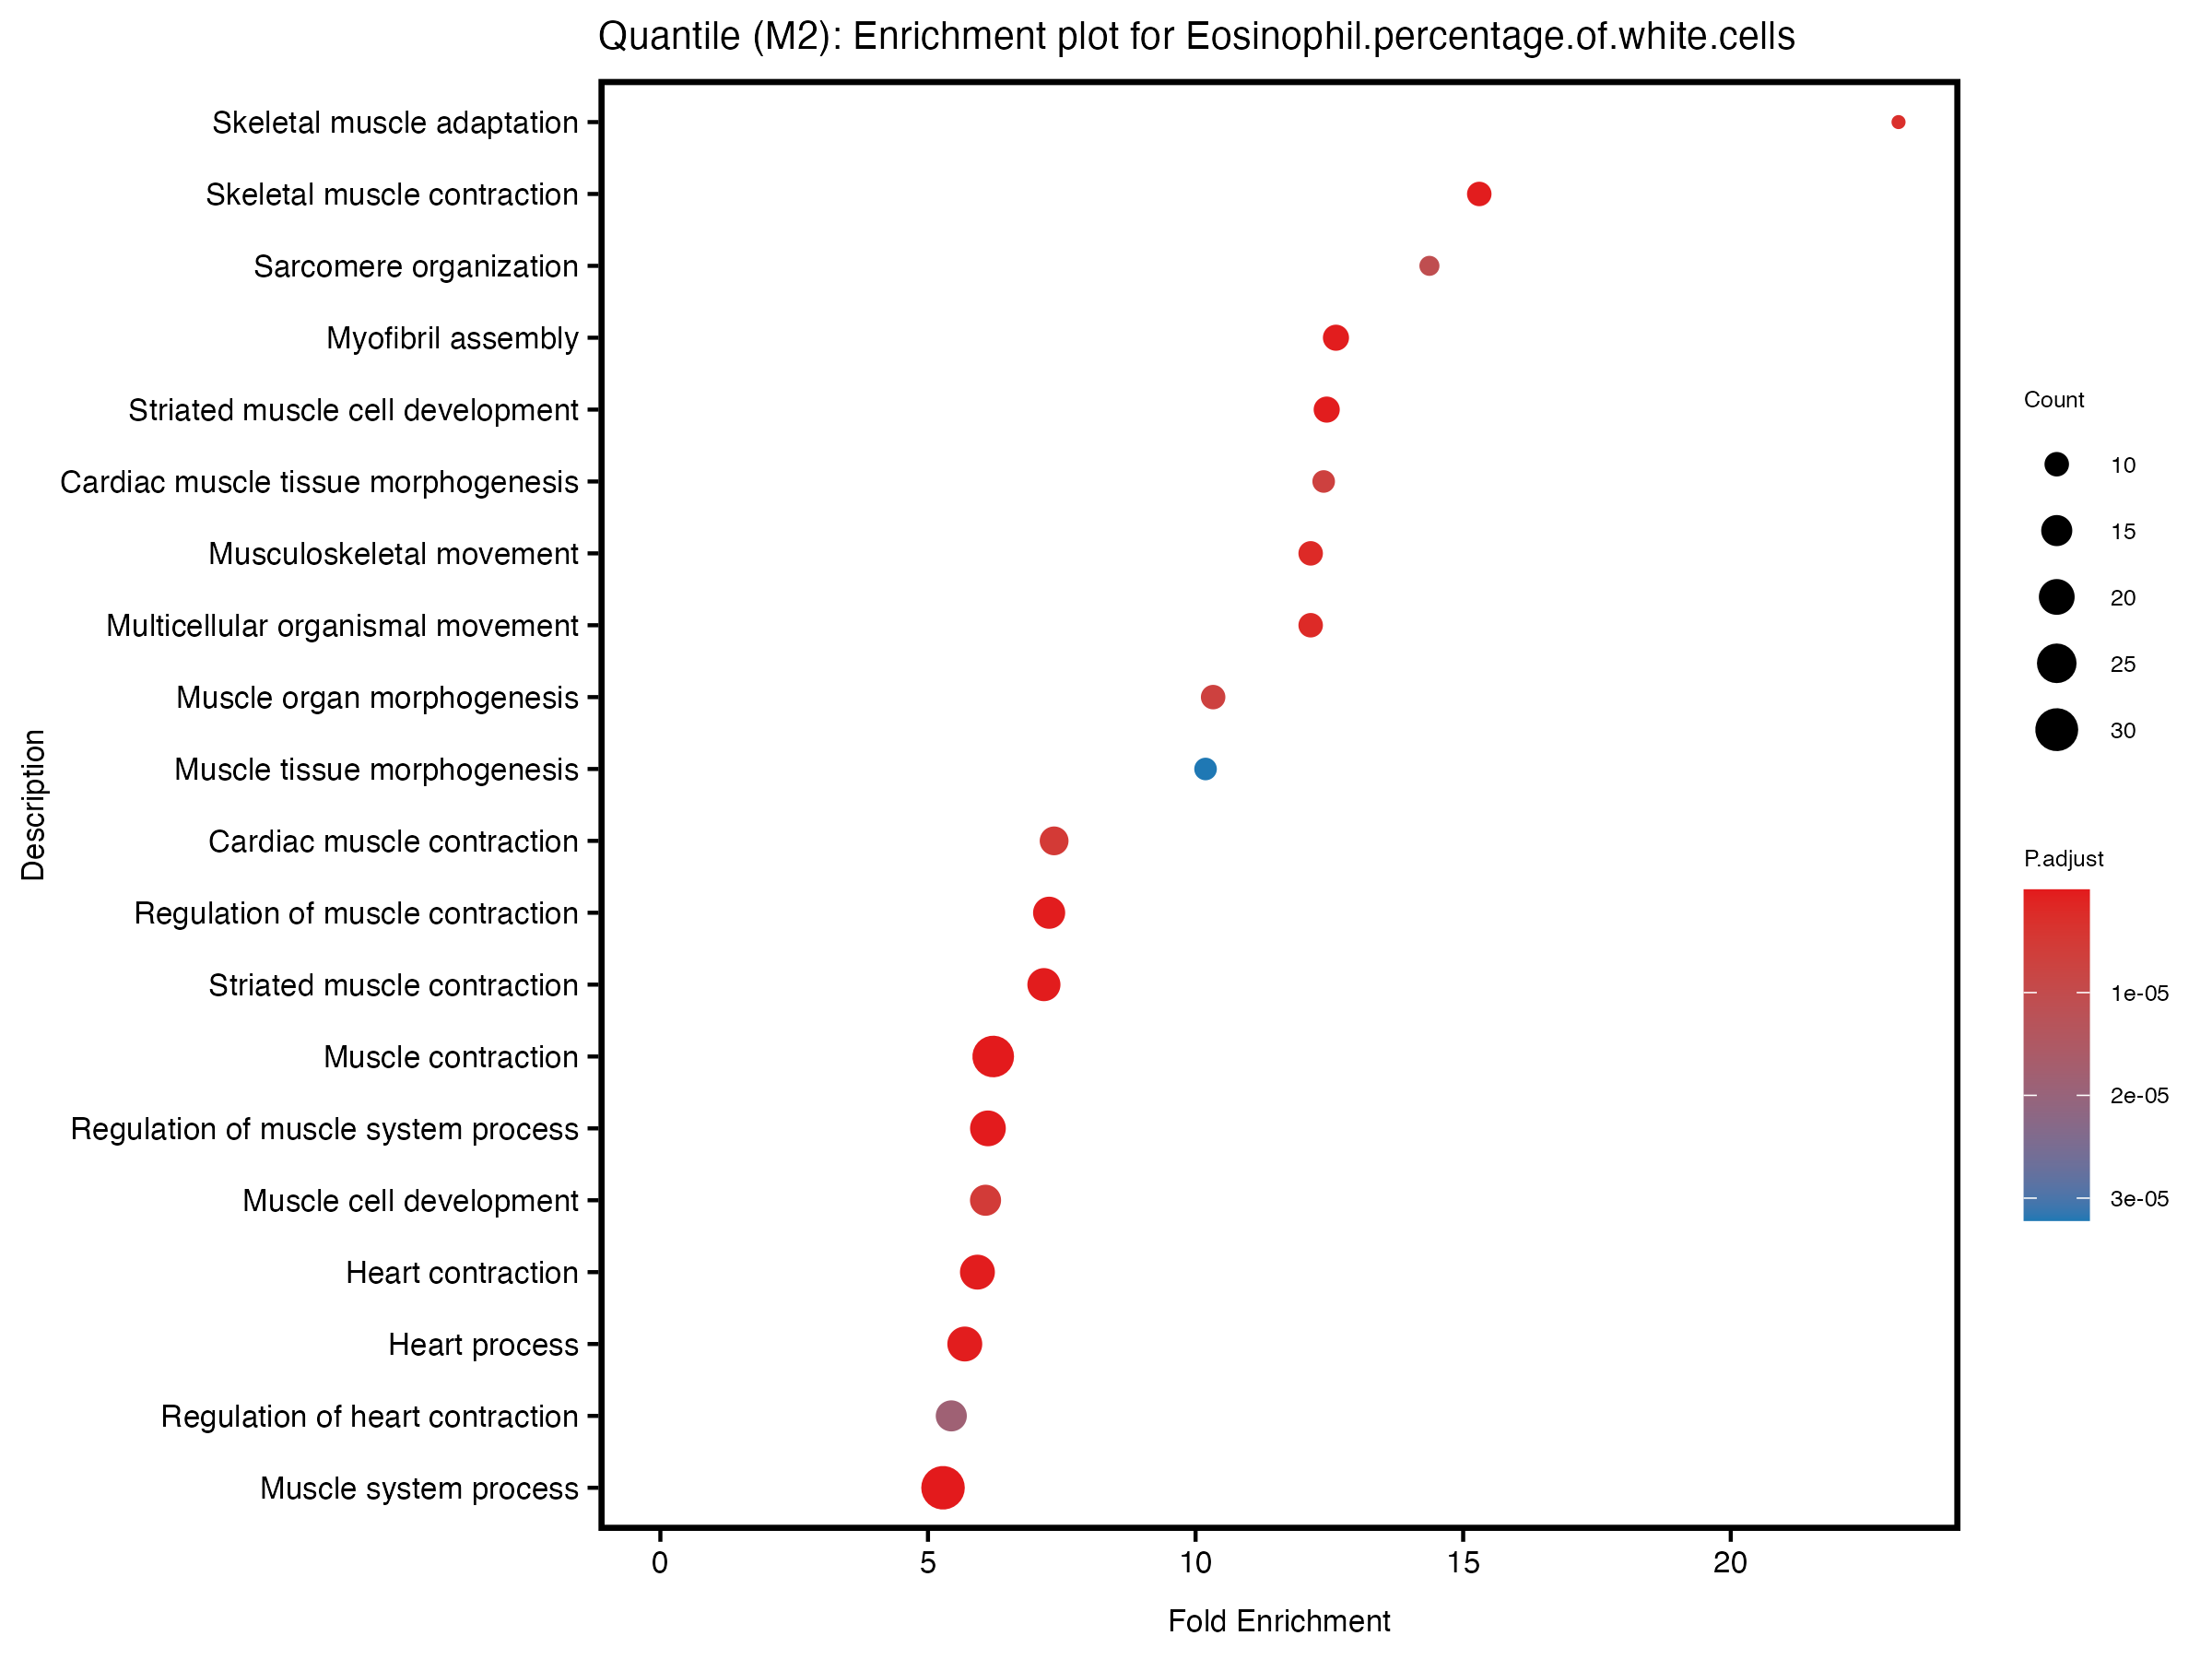 Quantile (M2): Enrichment plot for Eosinophil.percentage.of.white.cells
Description
Skeletal muscle adaptation
Skeletal muscle contraction
Sarcomere organization
Myofibril assembly
Striated muscle cell development
Cardiac muscle tissue morphogenesis
Musculoskeletal movement
Multicellular organismal movement
Muscle organ morphogenesis
Muscle tissue morphogenesis
Cardiac muscle contraction
Regulation of muscle contraction
Striated muscle contraction
Muscle contraction
Regulation of muscle system process
Muscle cell development
Heart contraction
Heart process
Regulation of heart contraction
Muscle system process
0 5 10 15 20
Fold Enrichment
Count
10
15
20
25
30
P.adjust
1e-05
2e-05
3e-05